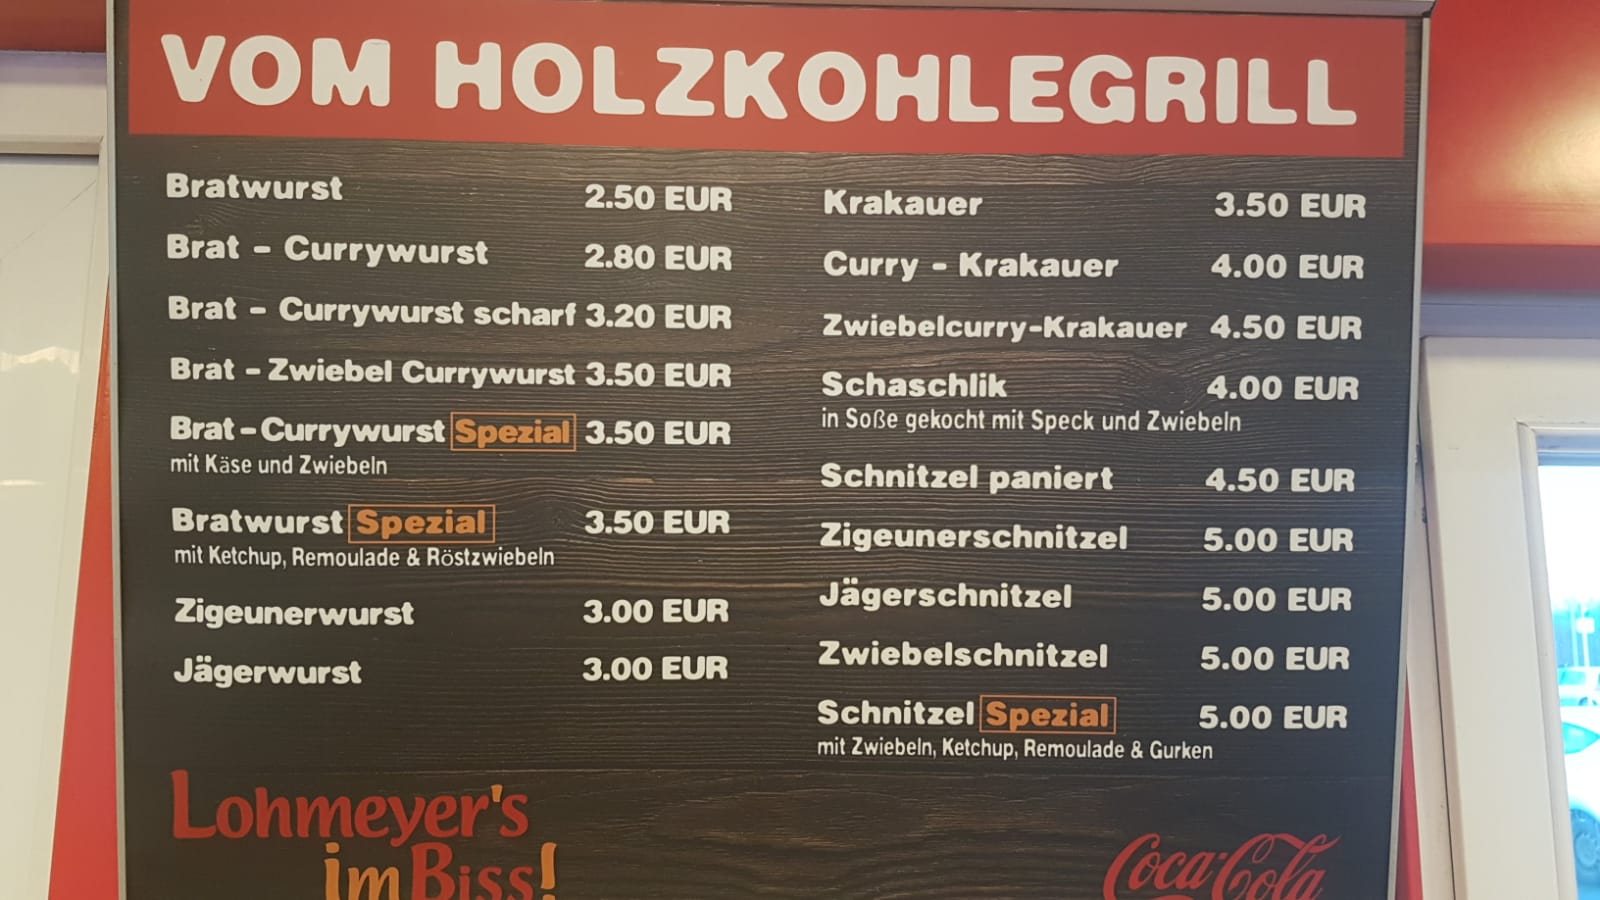 VOM HOLZKOHLEGRILL
Bratwurst 2.50 EUR
Brat - Currywurst 2.80 EUR
Brat - Currywurst scharf 3.20 EUR
Brat - Zwiebel Currywurst 3.50 EUR
Brat - Currywurst Spezial 3.50 EUR
mit Käse und Zwiebeln
Bratwurst Spezial 3.50 EUR
mit Ketchup, Remoulade & Röstzwiebeln
Zigeunerwurst 3.00 EUR
Jägerwurst 3.00 EUR
Krakauer 3.50 EUR
Curry - Krakauer 4.00 EUR
Zwiebelcurry-Krakauer 4.50 EUR
Schaschlik 4.00 EUR
in Soße gekocht mit Speck und Zwiebeln
Schnitzel paniert 4.50 EUR
Zigeunerschnitzel 5.00 EUR
Jägerschnitzel 5.00 EUR
Zwiebelschnitzel 5.00 EUR
Schnitzel Spezial 5.00 EUR
mit Zwiebeln, Ketchup, Remoulade & Gurken
Lohmeyer's
im Biss!
Coca-Cola